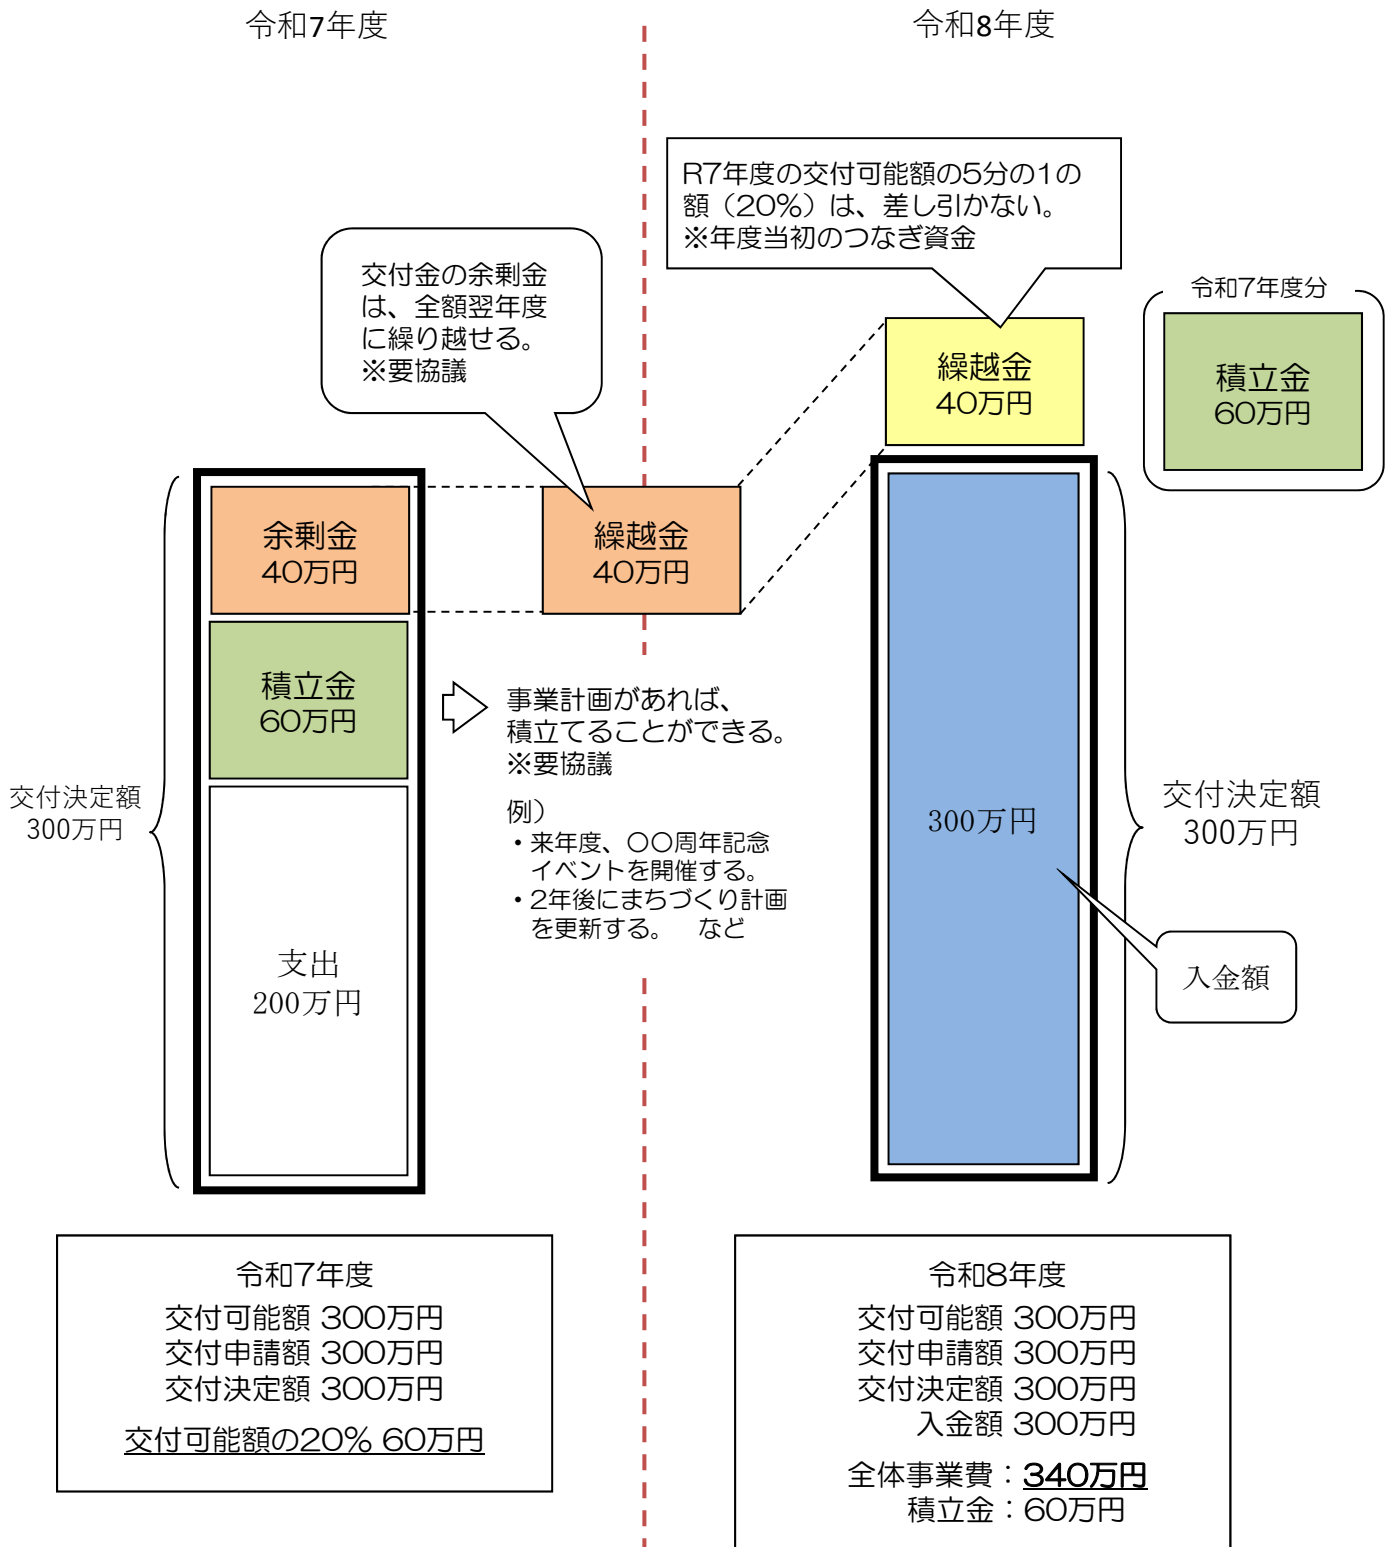 令和7年度
令和8年度
R7年度の交付可能額の5分の1の
額（20%）は、差し引かない。
※年度当初のつなぎ資金
交付金の余剰金
は、全額翌年度
に繰り越せる。
※要協議
令和7年度分
繰越金
40万円
積立金
60万円
余剰金
40万円
繰越金
40万円
積立金
60万円
事業計画があれば、
積立てることができる。
※要協議
例）
・来年度、〇〇周年記念
イベントを開催する。
・2年後にまちづくり計画
を更新する。　など
交付決定額
300万円
支出
200万円
300万円
交付決定額
300万円
入金額
令和7年度
交付可能額 300万円
交付申請額 300万円
交付決定額 300万円
交付可能額の20% 60万円
令和8年度
交付可能額 300万円
交付申請額 300万円
交付決定額 300万円
入金額 300万円
全体事業費：340万円
積立金：60万円